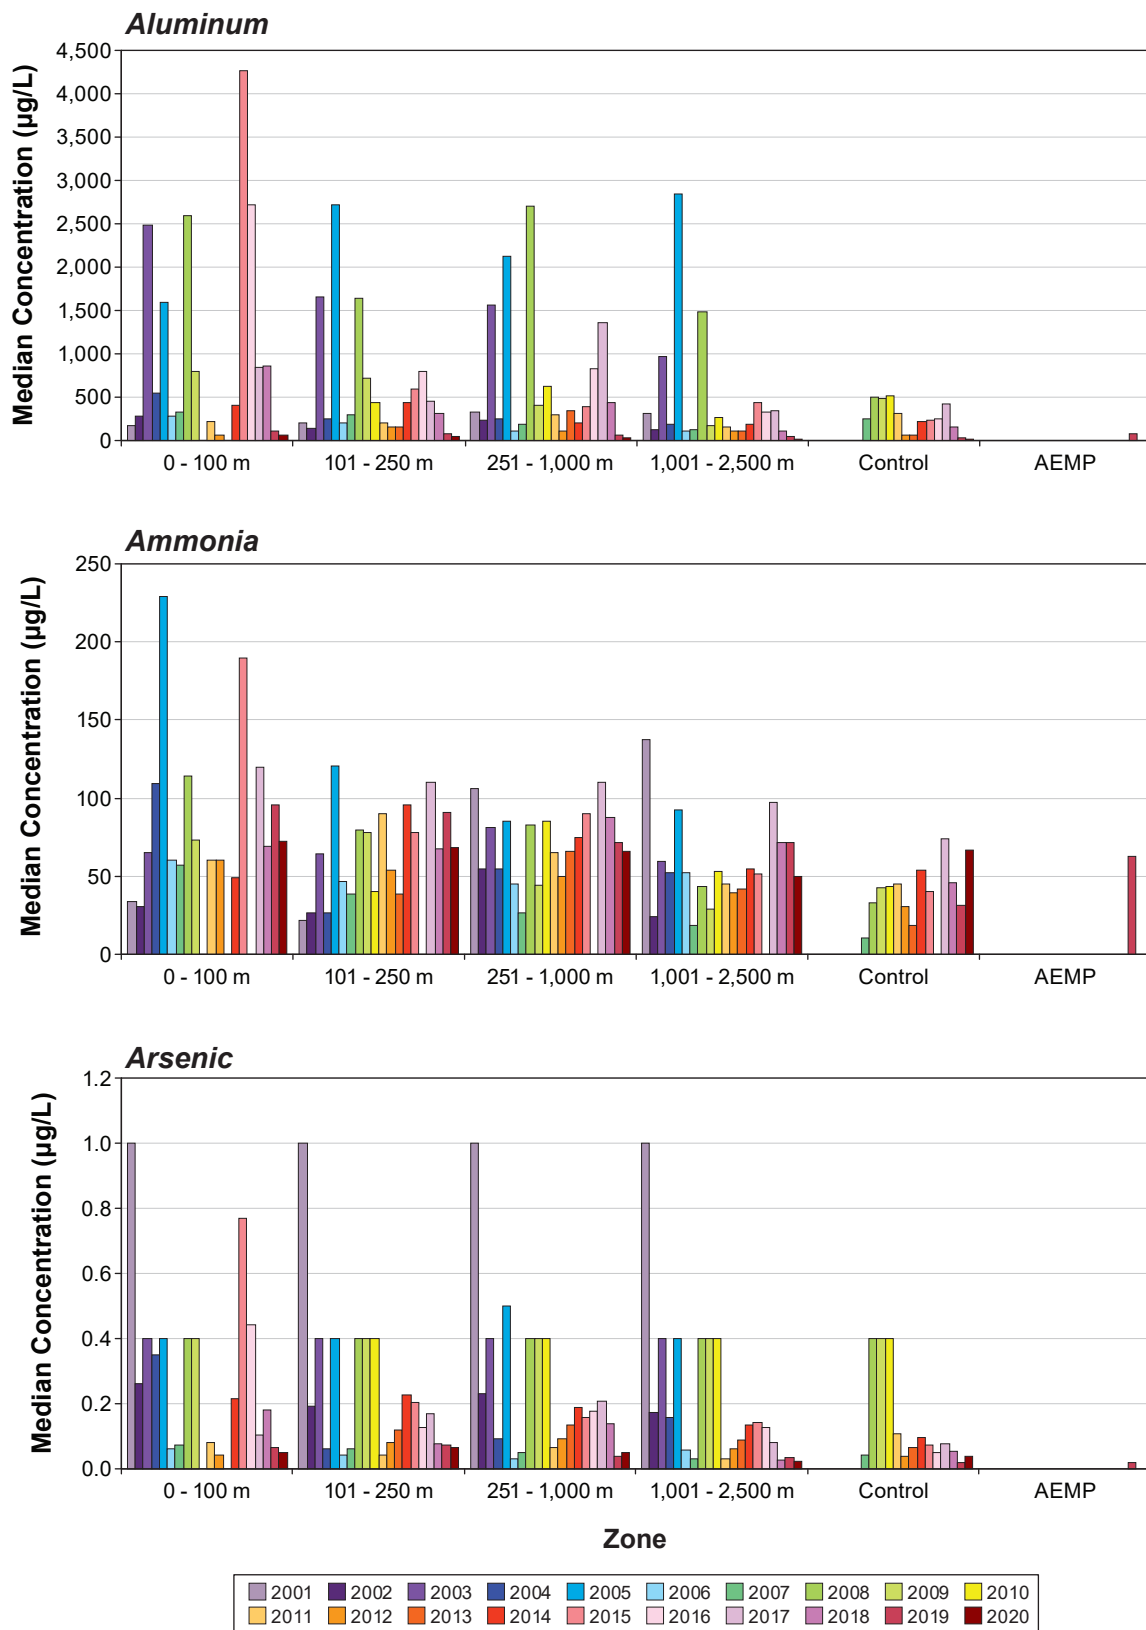 Aluminum
Median Concentration (µg/L)
4,500
4,000
3,500
3,000
2,500
2,000
1,500
1,000
500
0
0 - 100 m 101 - 250 m 251 - 1,000 m 1,001 - 2,500 m Control AEMP
Ammonia
Median Concentration (µg/L)
250
200
150
100
50
0
0 - 100 m 101 - 250 m 251 - 1,000 m 1,001 - 2,500 m Control AEMP
Arsenic
Median Concentration (µg/L)
1.2
1.0
0.8
0.6
0.4
0.2
0.0
0 - 100 m 101 - 250 m 251 - 1,000 m 1,001 - 2,500 m Control AEMP
Zone
2001 2002 2003 2004 2005 2006 2007 2008 2009 2010
2011 2012 2013 2014 2015 2016 2017 2018 2019 2020